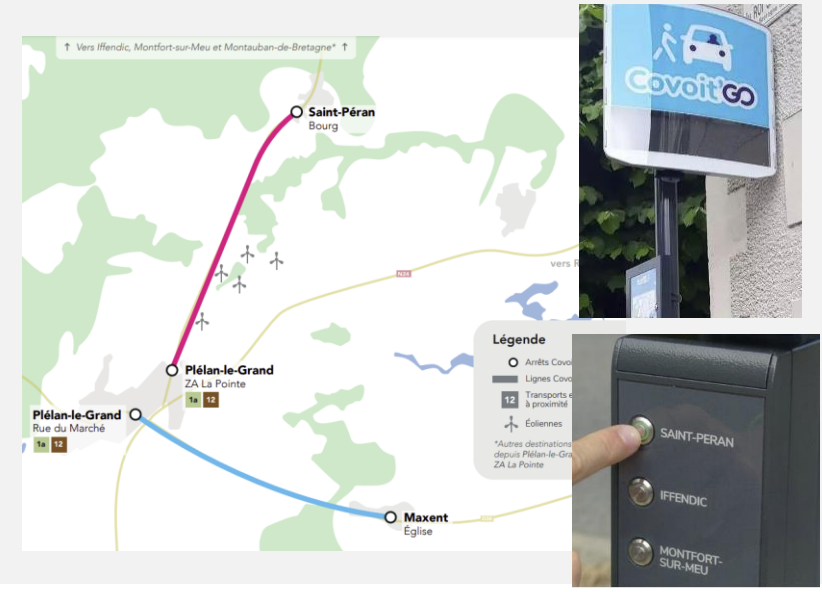 ↑ Vers Iffendic, Montfort-sur-Meu et Montauban-de-Bretagne* ↑
Saint-Péran
Bourg
vers R
N24
Plélan-le-Grand
ZA La Pointe
1a 12
Plélan-le-Grand
Rue du Marché
1a 12
Maxent
Église
Légende
Arrêts Covoi
Lignes Covo
12 Transports e
à proximité
Éoliennes
*Autres destinations
depuis Plélan-le-Gra
ZA La Pointe
Covoit'GO
SAINT-PERAN
IFFENDIC
MONTFORT-
SUR-MEU